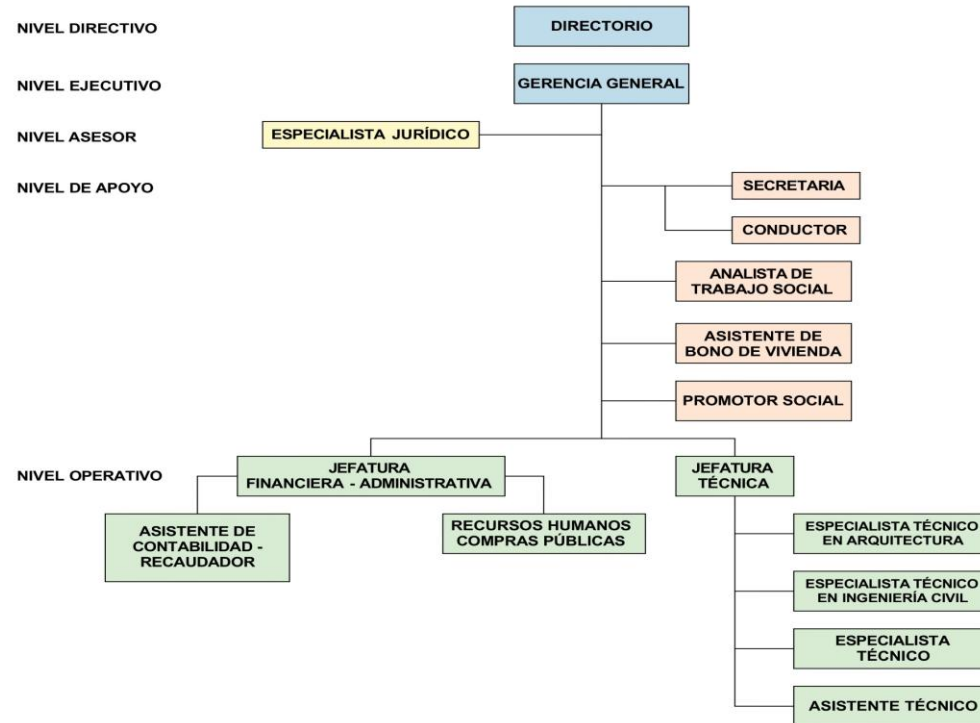 NIVEL DIRECTIVO
DIRECTORIO
NIVEL EJECUTIVO
GERENCIA GENERAL
NIVEL ASESOR
ESPECIALISTA JURÍDICO
NIVEL DE APOYO
SECRETARIA
CONDUCTOR
ANALISTA DE
TRABAJO SOCIAL
ASISTENTE DE
BONO DE VIVIENDA
PROMOTOR SOCIAL
NIVEL OPERATIVO
JEFATURA
FINANCIERA - ADMINISTRATIVA
JEFATURA
TÉCNICA
ASISTENTE DE
CONTABILIDAD -
RECAUDADOR
RECURSOS HUMANOS
COMPRAS PÚBLICAS
ESPECIALISTA TÉCNICO
EN ARQUITECTURA
ESPECIALISTA TÉCNICO
EN INGENIERÍA CIVIL
ESPECIALISTA
TÉCNICO
ASISTENTE TÉCNICO